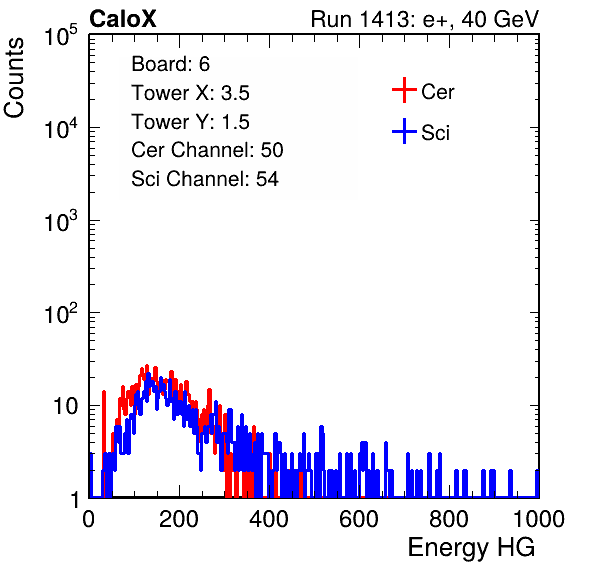 CaloX Run 1413: e+, 40 GeV
Counts
Board: 6
Tower X: 3.5
Tower Y: 1.5
Cer Channel: 50
Sci Channel: 54
Cer
Sci
10^5
10^4
10^3
10^2
10
1
0 200 400 600 800 1000
Energy HG